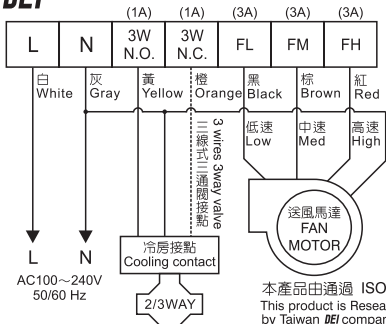 DEI
(1A) (1A) (3A) (3A) (3A)
L N 3W N.O. 3W N.C. FL FM FH
白 灰 黃 橙 黑 棕 紅
White Gray Yellow Orange Black Brown Red
三線式三通閥接點
3 wires 3way valve
低速 中速 高速
Low Med High
送風馬達
FAN
MOTOR
冷房接點
Cooling contact
L N
AC100～240V
50/60 Hz
2/3WAY
本產品由通過 ISO
This product is Resea
by Taiwan DEI compar